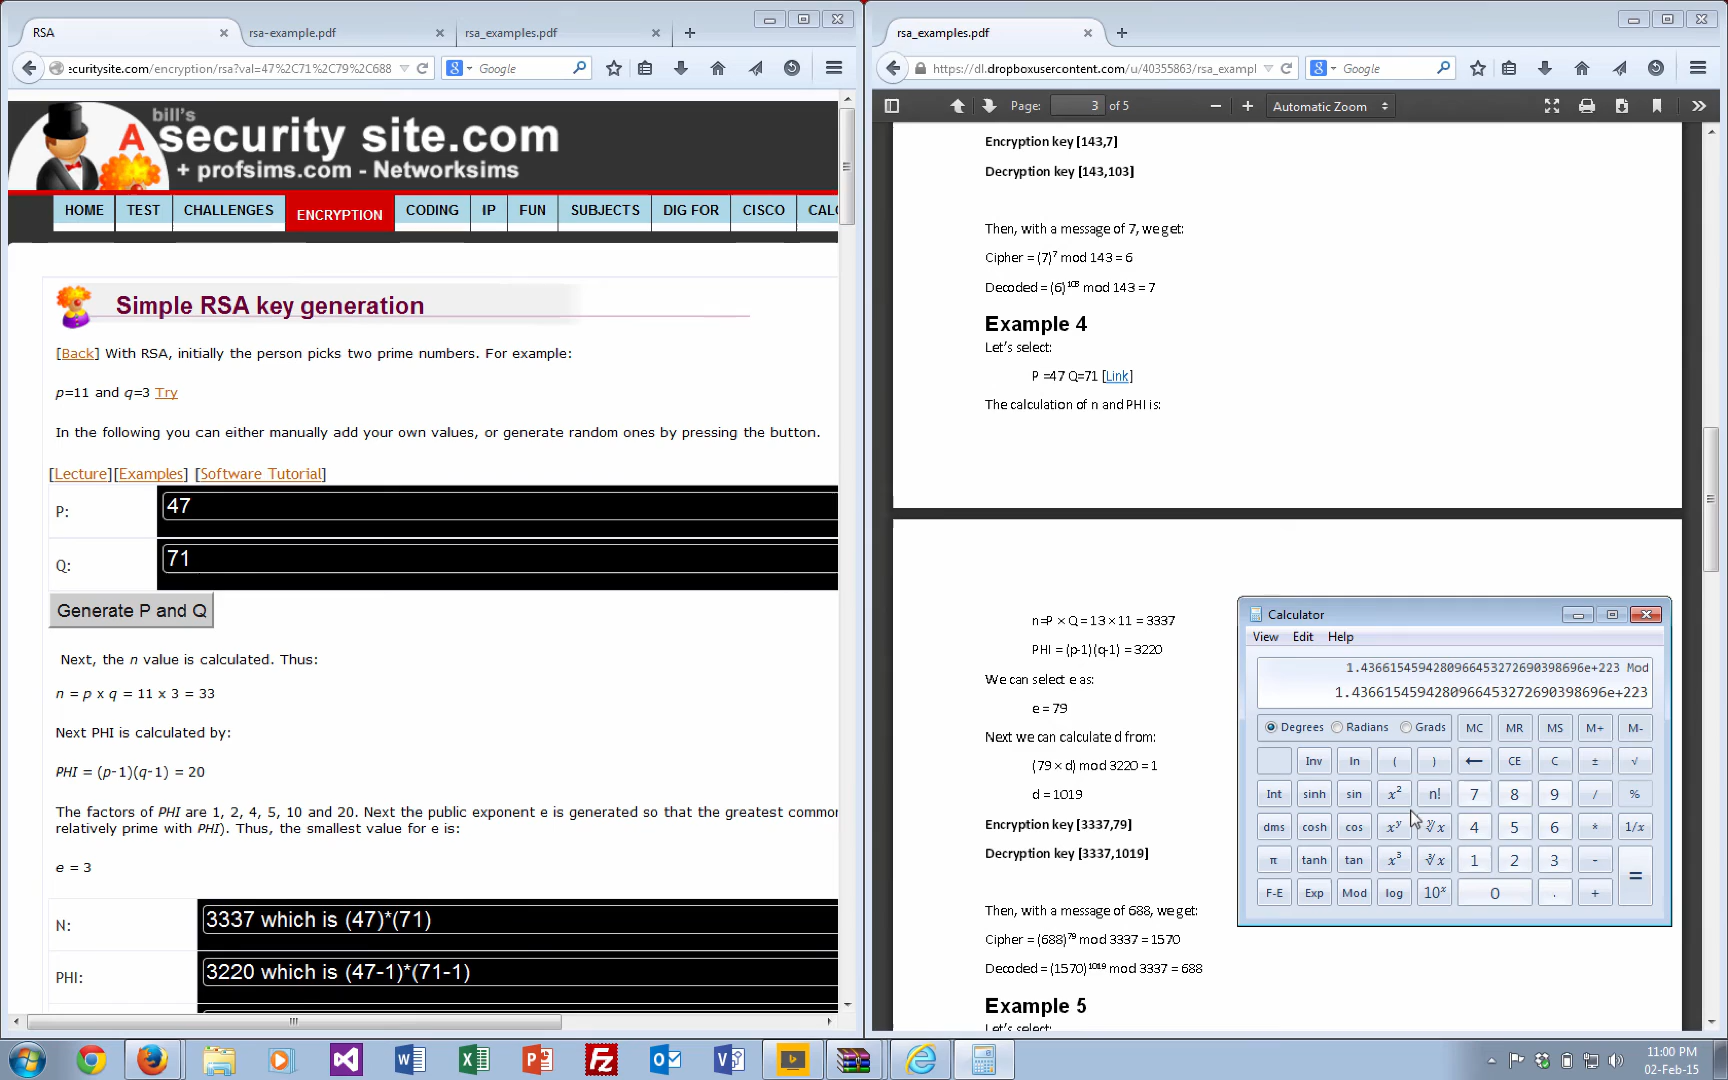 RSA
rsa-example.pdf
rsa_examples.pdf
ecuritysite.com/encryption/rsa?val=47%2C71%2C79%2C688
Google
bill's
A security site.com
+ profsims.com - Networksims
HOME
TEST
CHALLENGES
ENCRYPTION
CODING
IP
FUN
SUBJECTS
DIG FOR
CISCO
CALC
Simple RSA key generation
[Back] With RSA, initially the person picks two prime numbers. For example:
p=11 and q=3 Try
In the following you can either manually add your own values, or generate random ones by pressing the button.
[Lecture][Examples] [Software Tutorial]
P:
47
Q:
71
Generate P and Q
Next, the n value is calculated. Thus:
n = p x q = 11 x 3 = 33
Next PHI is calculated by:
PHI = (p-1)(q-1) = 20
The factors of PHI are 1, 2, 4, 5, 10 and 20. Next the public exponent e is generated so that the greatest common
relatively prime with PHI). Thus, the smallest value for e is:
e = 3
N:
3337 which is (47)*(71)
PHI:
3220 which is (47-1)*(71-1)
rsa_examples.pdf
https://dl.dropboxusercontent.com/u/40355863/rsa_exampl
Google
Page: 3 of 5
Automatic Zoom
Encryption key [143,7]
Decryption key [143,103]
Then, with a message of 7, we get:
Cipher = (7)⁷ mod 143 = 6
Decoded = (6)¹⁰³ mod 143 = 7
Example 4
Let's select:
P =47 Q=71 [Link]
The calculation of n and PHI is:
n=P × Q = 13 × 11 = 3337
PHI = (p-1)(q-1) = 3220
We can select e as:
e = 79
Next we can calculate d from:
(79 × d) mod 3220 = 1
d = 1019
Encryption key [3337,79]
Decryption key [3337,1019]
Then, with a message of 688, we get:
Cipher = (688)⁷⁹ mod 3337 = 1570
Decoded = (1570)¹⁰¹⁹ mod 3337 = 688
Example 5
Let's select:
Calculator
View Edit Help
1.4366154594280966453272690398696e+223 Mod
1.4366154594280966453272690398696e+223
Degrees Radians Grads MC MR MS M+ M-
Inv ln ( ) ← CE C ± √
Int sinh sin x² n! 7 8 9 / %
dms cosh cos xʸ ʸ√x 4 5 6 * 1/x
π tanh tan x³ ³√x 1 2 3 - =
F-E Exp Mod log 10ˣ 0 . +
11:00 PM
02-Feb-15